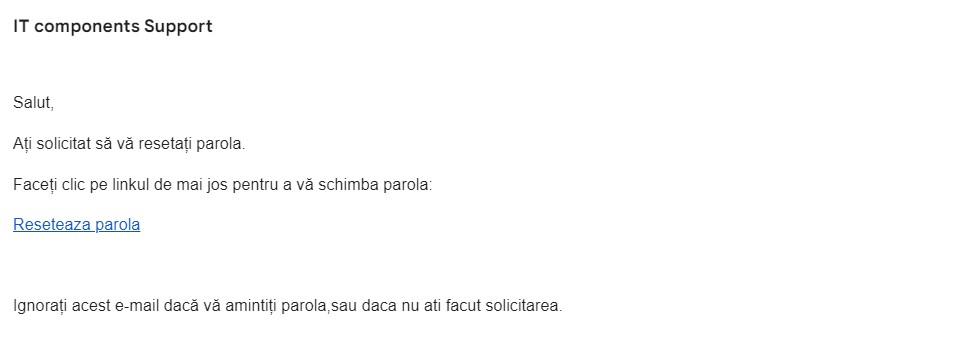 IT components Support
Salut,
Ați solicitat să vă resetați parola.
Faceți clic pe linkul de mai jos pentru a vă schimba parola:
Reseteaza parola
Ignorați acest e-mail dacă vă amintiți parola,sau daca nu ati facut solicitarea.